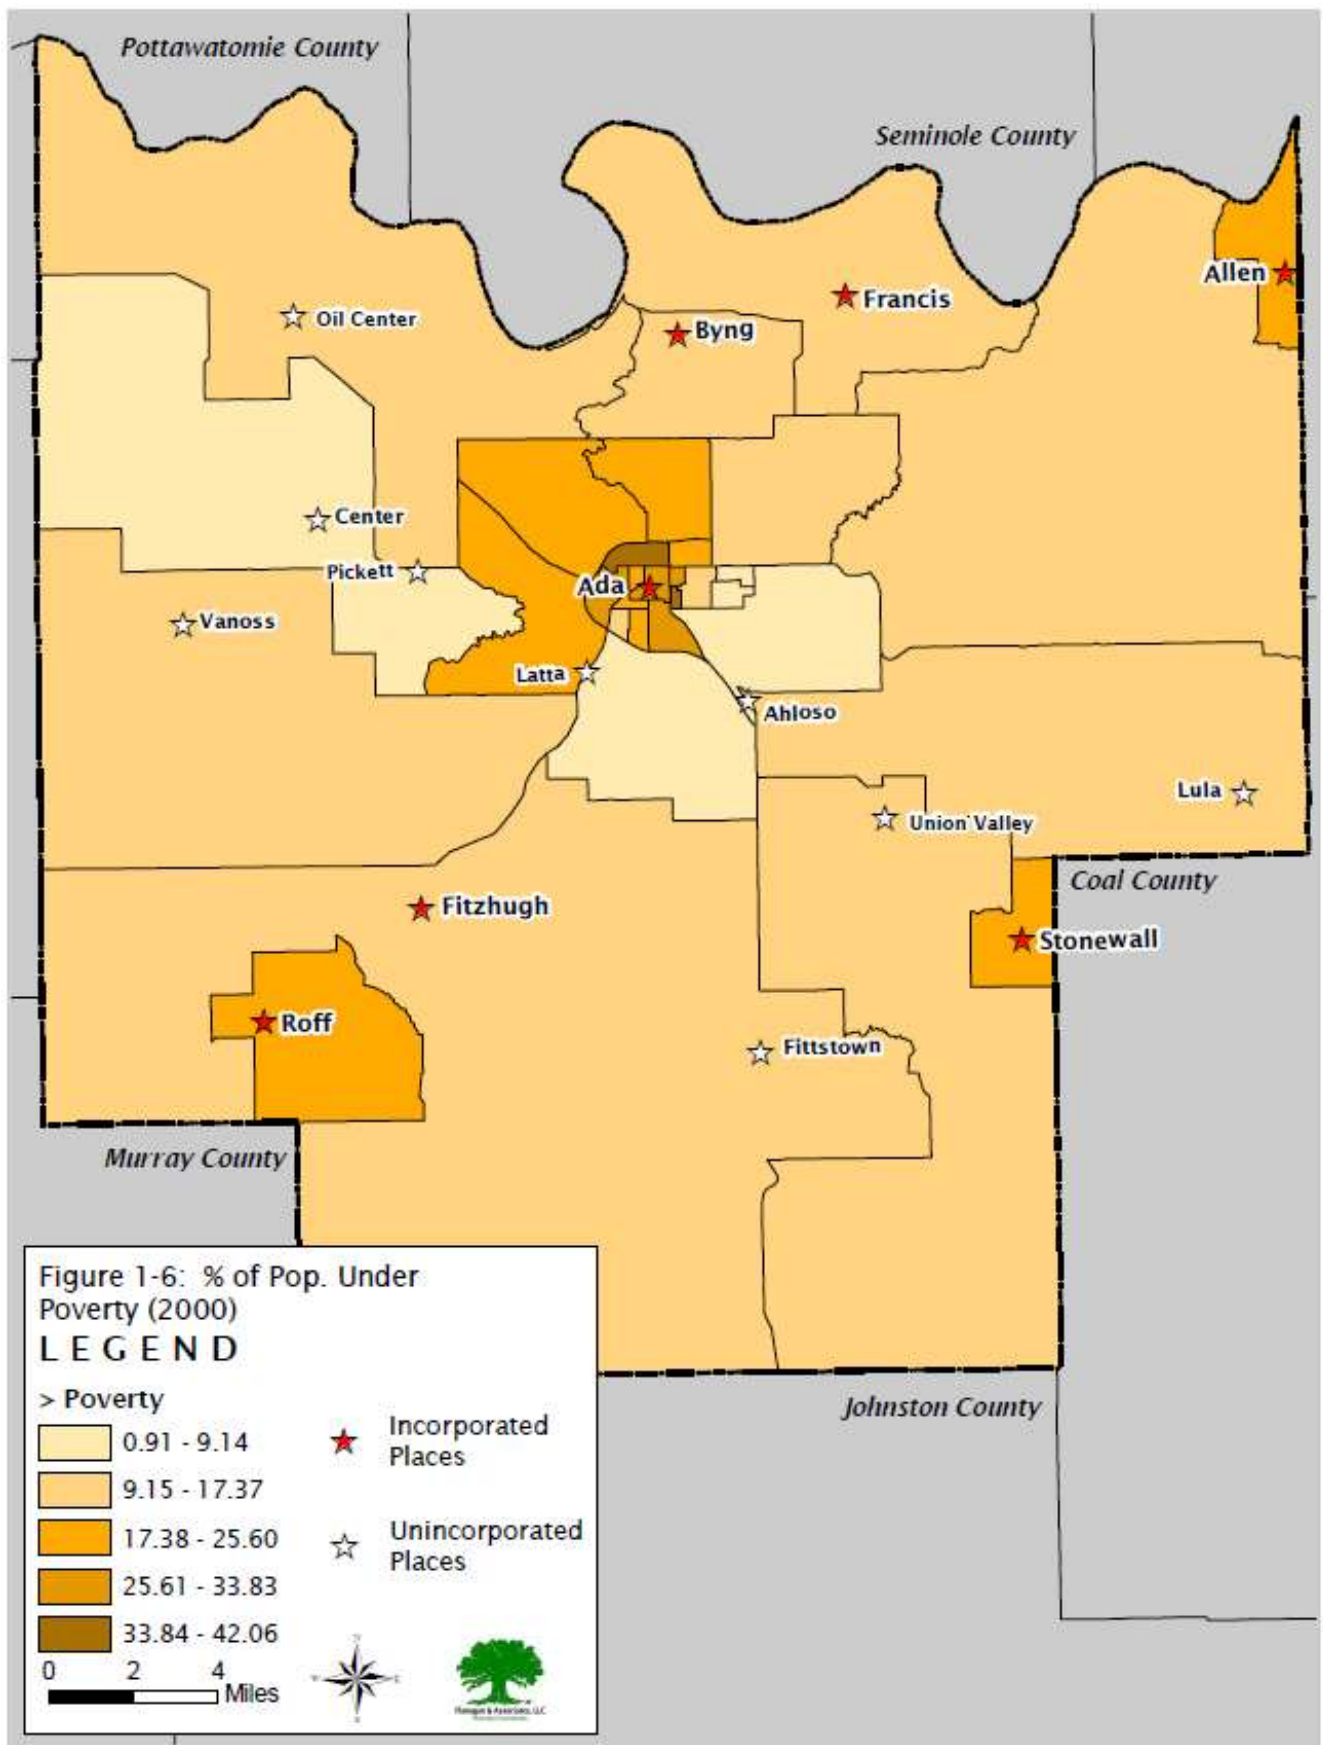 Pottawatomie County
Seminole County
Allen
Francis
Oil Center
Byng
Center
Pickett
Ada
Vanoss
Latta
Ahloso
Lula
Union Valley
Coal County
Fitzhugh
Stonewall
Roff
Fittstown
Murray County
Figure 1-6: % of Pop. Under
Poverty (2000)
LEGEND
> Poverty
0.91 - 9.14
9.15 - 17.37
17.38 - 25.60
25.61 - 33.83
33.84 - 42.06
Incorporated
Places
Unincorporated
Places
0 2 4
Miles
Flanagan & Associates, LLC
Johnston County